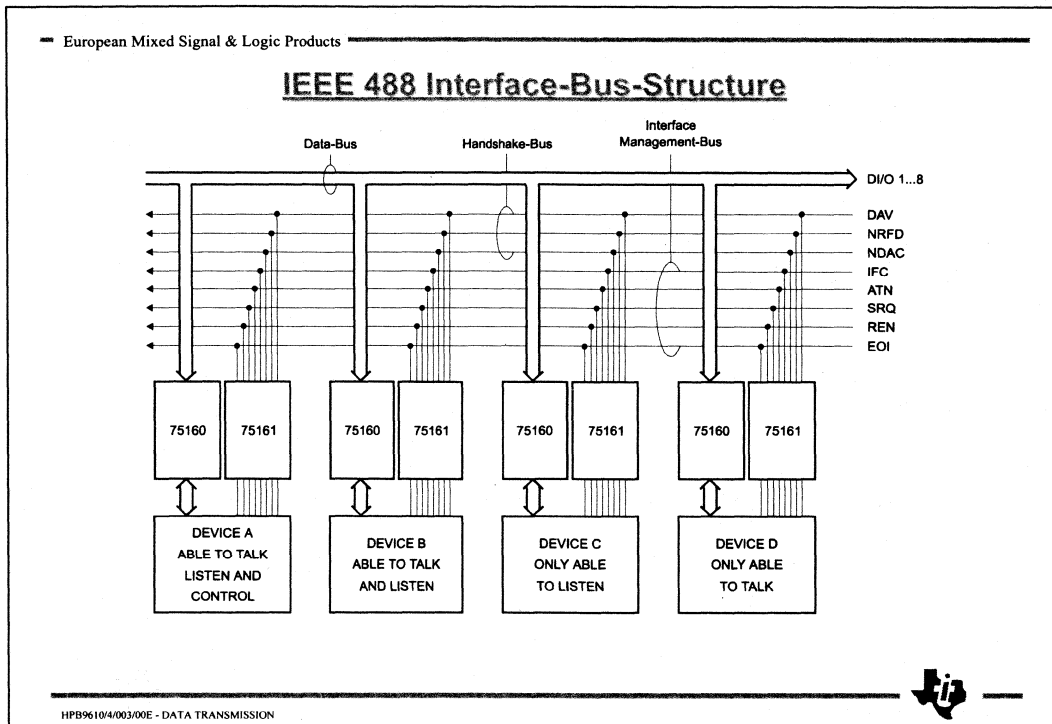 European Mixed Signal & Logic Products
IEEE 488 Interface-Bus-Structure
Data-Bus
Handshake-Bus
Interface
Management-Bus
DI/O 1...8
DAV
NRFD
NDAC
IFC
ATN
SRQ
REN
EOI
75160
75161
75160
75161
75160
75161
75160
75161
DEVICE A
ABLE TO TALK
LISTEN AND
CONTROL
DEVICE B
ABLE TO TALK
AND LISTEN
DEVICE C
ONLY ABLE
TO LISTEN
DEVICE D
ONLY ABLE
TO TALK
ti
HPB9610/4/003/00E - DATA TRANSMISSION